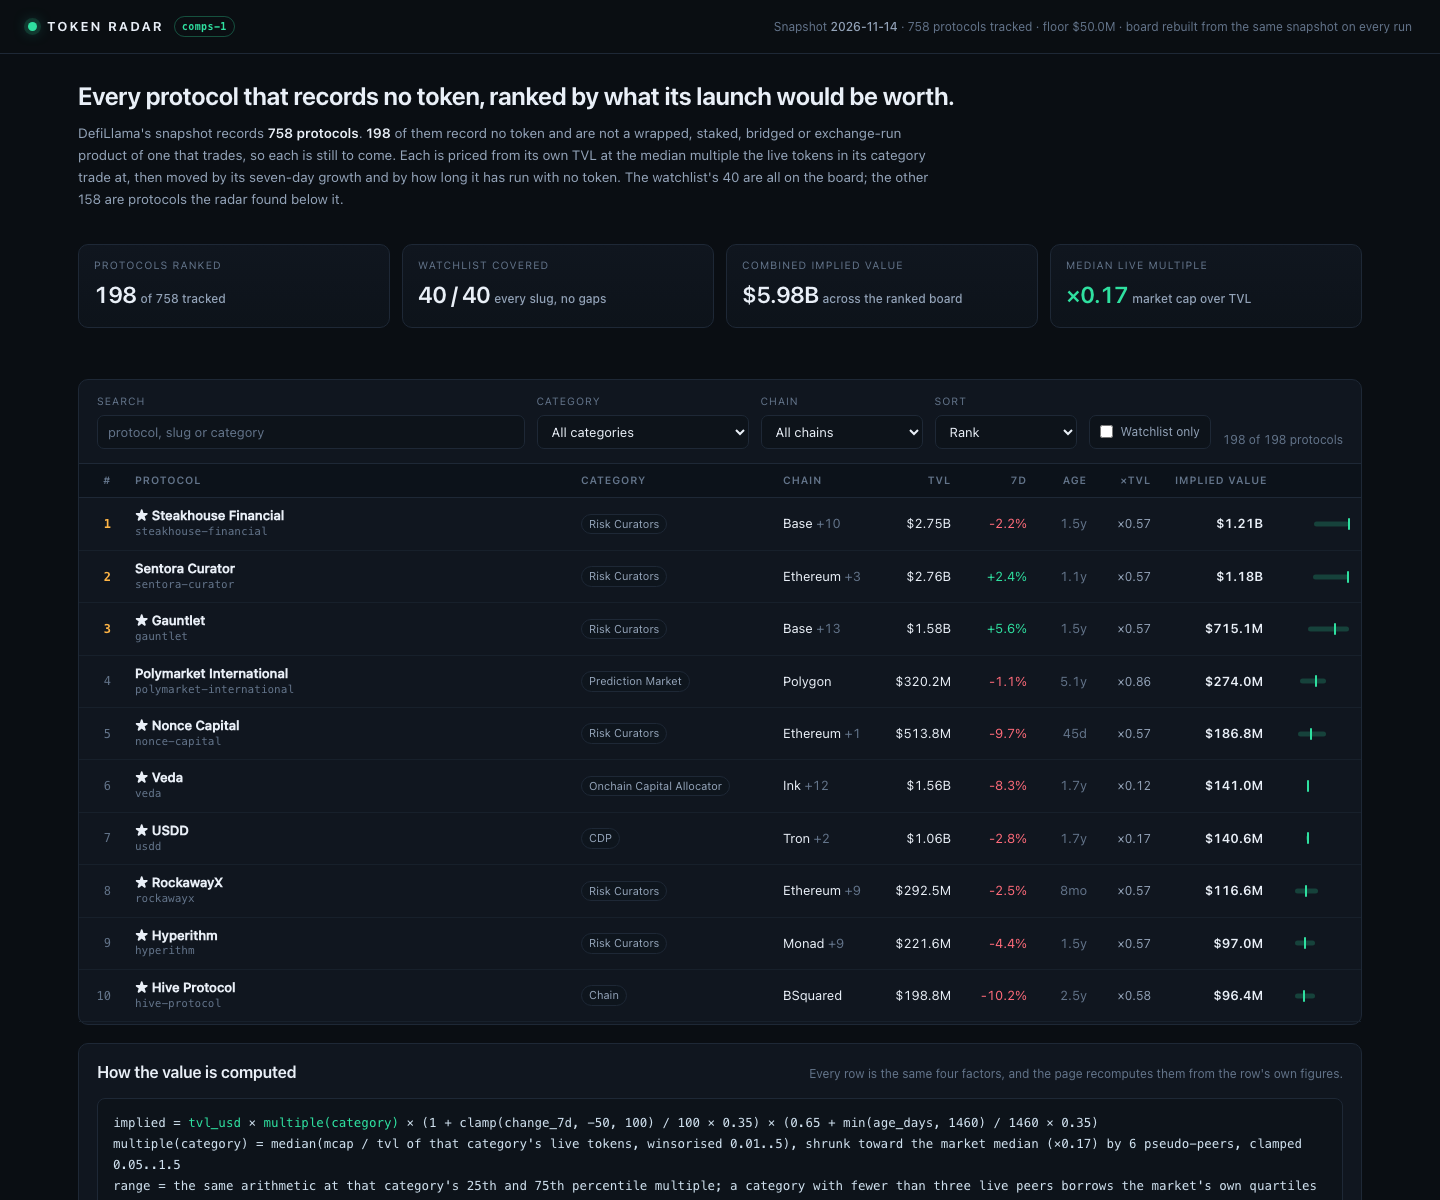 TOKEN RADAR comps-1
Snapshot 2026-11-14 · 758 protocols tracked · floor $50.0M · board rebuilt from the same snapshot on every run
Every protocol that records no token, ranked by what its launch would be worth.
DefiLlama's snapshot records 758 protocols. 198 of them record no token and are not a wrapped, staked, bridged or exchange-run
product of one that trades, so each is still to come. Each is priced from its own TVL at the median multiple the live tokens in its category
trade at, then moved by its seven-day growth and by how long it has run with no token. The watchlist's 40 are all on the board; the other
158 are protocols the radar found below it.
PROTOCOLS RANKED
198 of 758 tracked
WATCHLIST COVERED
40 / 40 every slug, no gaps
COMBINED IMPLIED VALUE
$5.98B across the ranked board
MEDIAN LIVE MULTIPLE
×0.17 market cap over TVL
SEARCH CATEGORY CHAIN SORT
protocol, slug or category All categories All chains Rank Watchlist only 198 of 198 protocols
# PROTOCOL CATEGORY CHAIN TVL 7D AGE ×TVL IMPLIED VALUE
1 ★ Steakhouse Financial Risk Curators Base +10 $2.75B -2.2% 1.5y ×0.57 $1.21B
steakhouse-financial
2 Sentora Curator Risk Curators Ethereum +3 $2.76B +2.4% 1.1y ×0.57 $1.18B
sentora-curator
3 ★ Gauntlet Risk Curators Base +13 $1.58B +5.6% 1.5y ×0.57 $715.1M
gauntlet
4 Polymarket International Prediction Market Polygon $320.2M -1.1% 5.1y ×0.86 $274.0M
polymarket-international
5 ★ Nonce Capital Risk Curators Ethereum +1 $513.8M -9.7% 45d ×0.57 $186.8M
nonce-capital
6 ★ Veda Onchain Capital Allocator Ink +12 $1.56B -8.3% 1.7y ×0.12 $141.0M
veda
7 ★ USDD CDP Tron +2 $1.06B -2.8% 1.7y ×0.17 $140.6M
usdd
8 ★ RockawayX Risk Curators Ethereum +9 $292.5M -2.5% 8mo ×0.57 $116.6M
rockawayx
9 ★ Hyperithm Risk Curators Monad +9 $221.6M -4.4% 1.5y ×0.57 $97.0M
hyperithm
10 ★ Hive Protocol Chain BSquared $198.8M -10.2% 2.5y ×0.58 $96.4M
hive-protocol
How the value is computed
Every row is the same four factors, and the page recomputes them from the row's own figures.
implied = tvl_usd × multiple(category) × (1 + clamp(change_7d, −50, 100) / 100 × 0.35) × (0.65 + min(age_days, 1460) / 1460 × 0.35)
multiple(category) = median(mcap / tvl of that category's live tokens, winsorised 0.01..5), shrunk toward the market median (×0.17) by 6 pseudo-peers, clamped
0.05..1.5
range = the same arithmetic at that category's 25th and 75th percentile multiple; a category with fewer than three live peers borrows the market's own quartiles